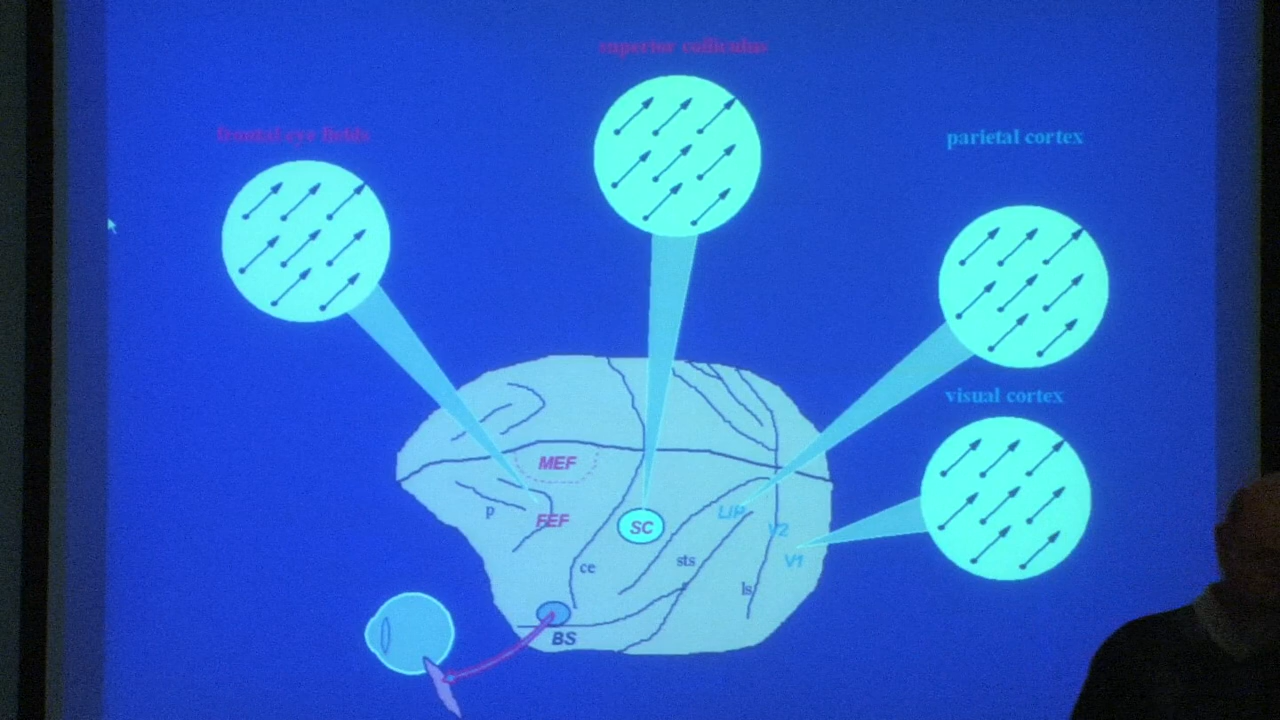 superior colliculus
frontal eye fields
parietal cortex
visual cortex
MEF
p
FEF
SC
LIP
V2
V1
ce
sts
ls
BS